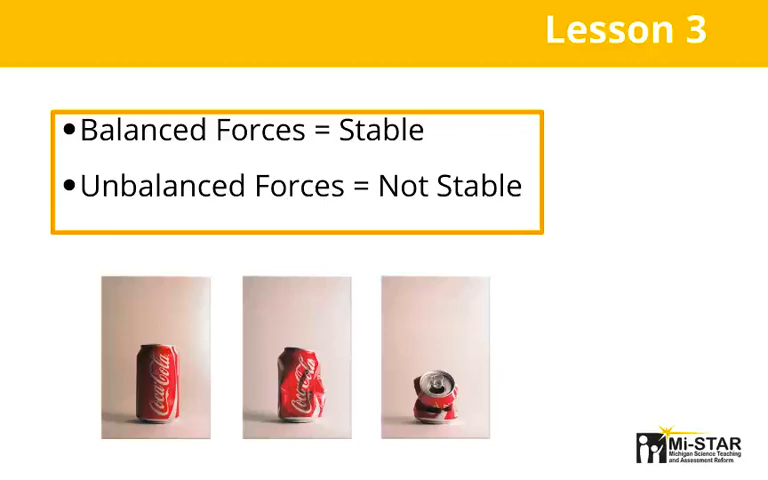 Lesson 3
•Balanced Forces = Stable
•Unbalanced Forces = Not Stable
Coca-Cola
Coca-Cola
Mi-STAR
Michigan Science Teaching
and Assessment Reform